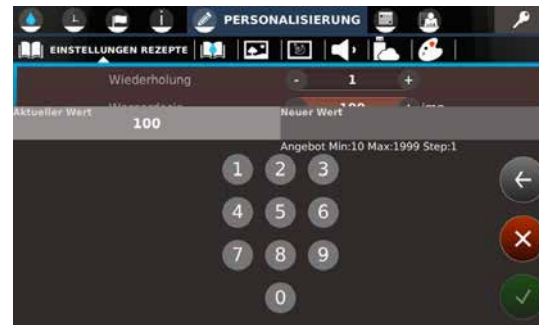 PERSONALISIERUNG
EINSTELLUNGEN REZEPTE
Wiederholung - 1 +
Aktueller Wert Neuer Wert
100
Angebot Min:10 Max:1999 Step:1
1 2 3
4 5 6
7 8 9
0